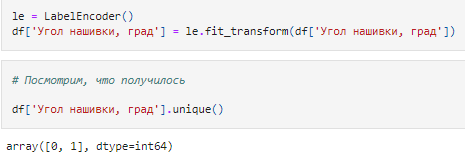 le = LabelEncoder()
df['Угол нашивки, град'] = le.fit_transform(df['Угол нашивки, град'])
# Посмотрим, что получилось
df['Угол нашивки, град'].unique()
array([0, 1], dtype=int64)